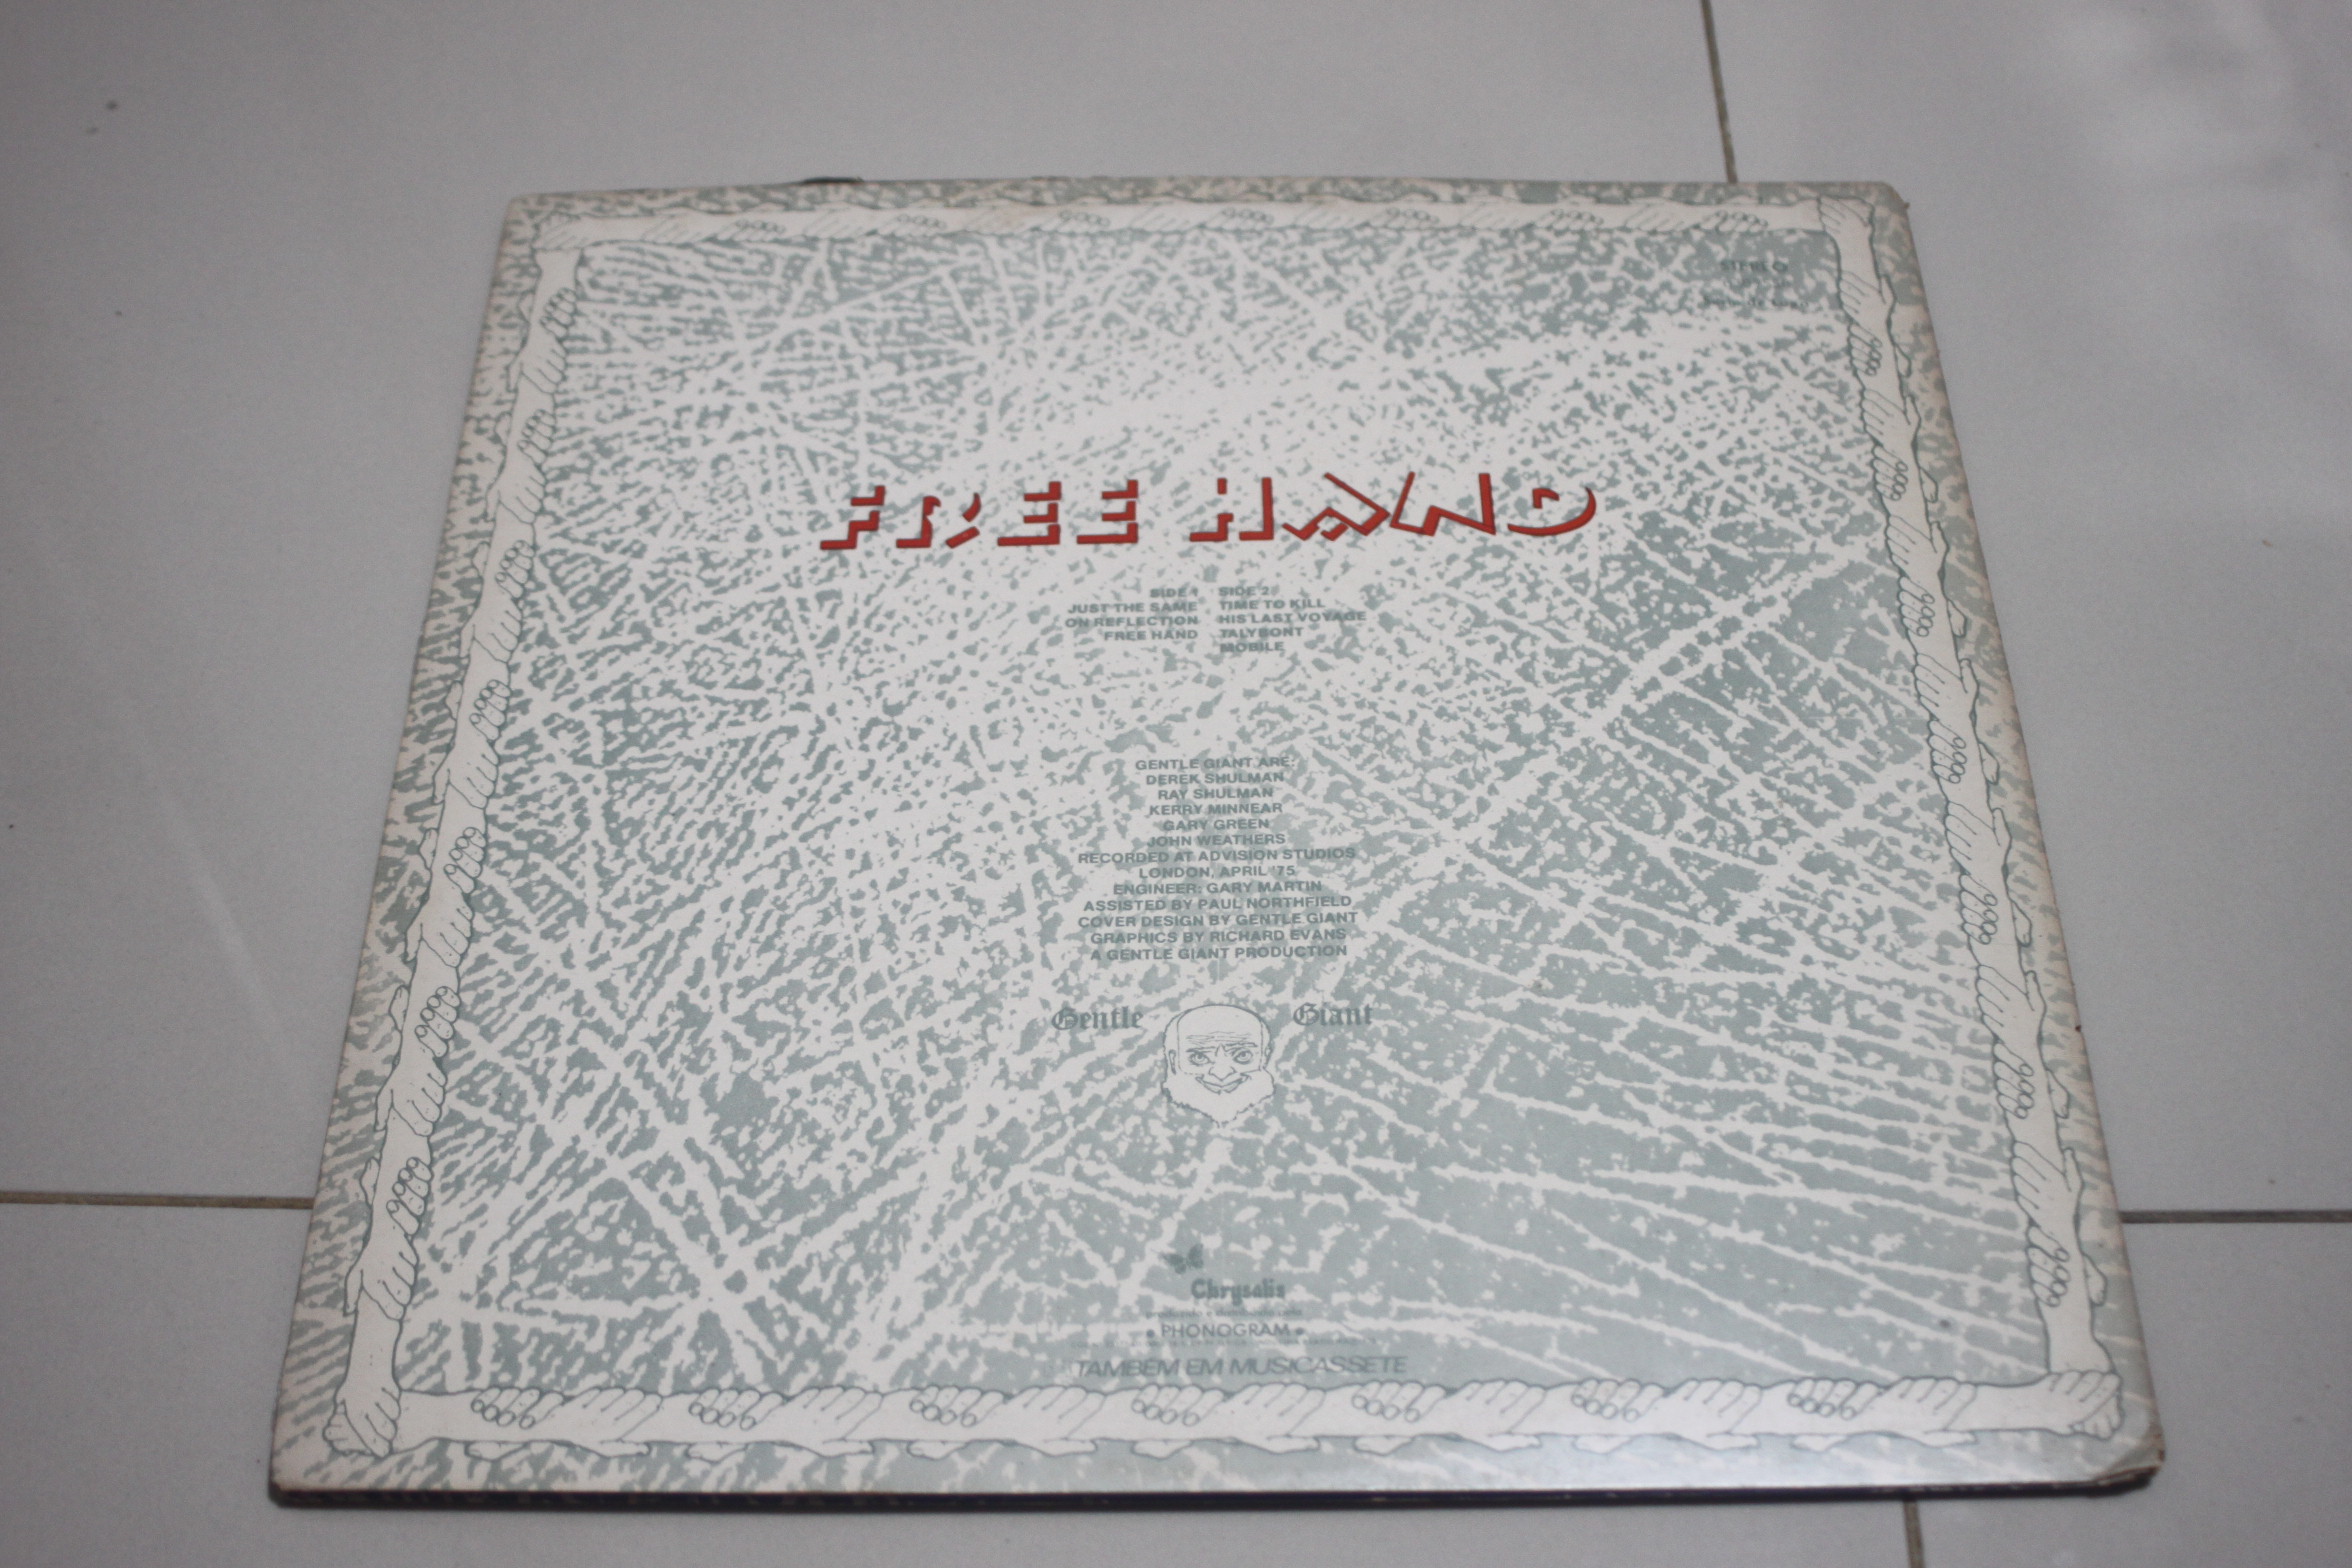 STEREO
FREE HAND
SIDE 1
JUST THE SAME
ON REFLECTION
FREE HAND
SIDE 2
TIME TO KILL
HIS LAST VOYAGE
TALYBONT
MOBILE
GENTLE GIANT ARE:
DEREK SHULMAN
RAY SHULMAN
KERRY MINNEAR
GARY GREEN
JOHN WEATHERS
RECORDED AT ADVISION STUDIOS
LONDON, APRIL '75
ENGINEER: GARY MARTIN
ASSISTED BY PAUL NORTHFIELD
COVER DESIGN BY GENTLE GIANT
GRAPHICS BY RICHARD EVANS
A GENTLE GIANT PRODUCTION
Gentle Giant
Chrysalis
• PHONOGRAM •
TAMBÉM EM MUSICASSETE